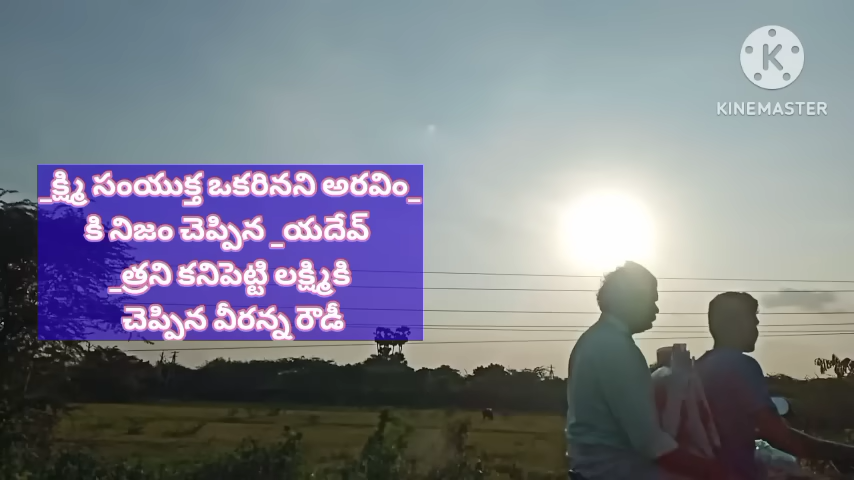 _క్ష్మి సంయుక్త ఒకరినని అరవిం_
కి నిజం చెప్పిన _యదేవ్
_త్రని కనిపెట్టి లక్ష్మికి
చెప్పిన వీరన్న రౌడీ
K
KINEMASTER